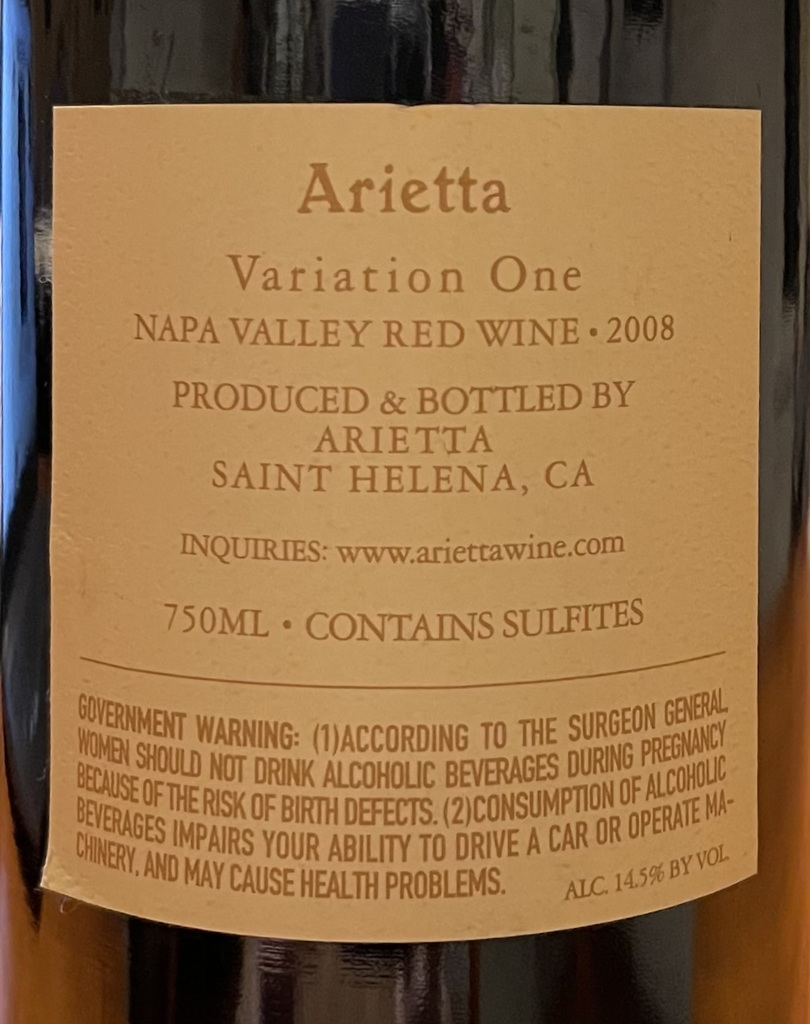 Arietta
Variation One
NAPA VALLEY RED WINE • 2008
PRODUCED & BOTTLED BY
ARIETTA
SAINT HELENA, CA
INQUIRIES: www.ariettawine.com
750ML • CONTAINS SULFITES
GOVERNMENT WARNING: (1)ACCORDING TO THE SURGEON GENERAL
WOMEN SHOULD NOT DRINK ALCOHOLIC BEVERAGES DURING PREGNANCY
BECAUSE OF THE RISK OF BIRTH DEFECTS. (2)CONSUMPTION OF ALCOHOLIC
BEVERAGES IMPAIRS YOUR ABILITY TO DRIVE A CAR OR OPERATE MA-
CHINERY, AND MAY CAUSE HEALTH PROBLEMS.
ALC. 14.5% BY VOL.